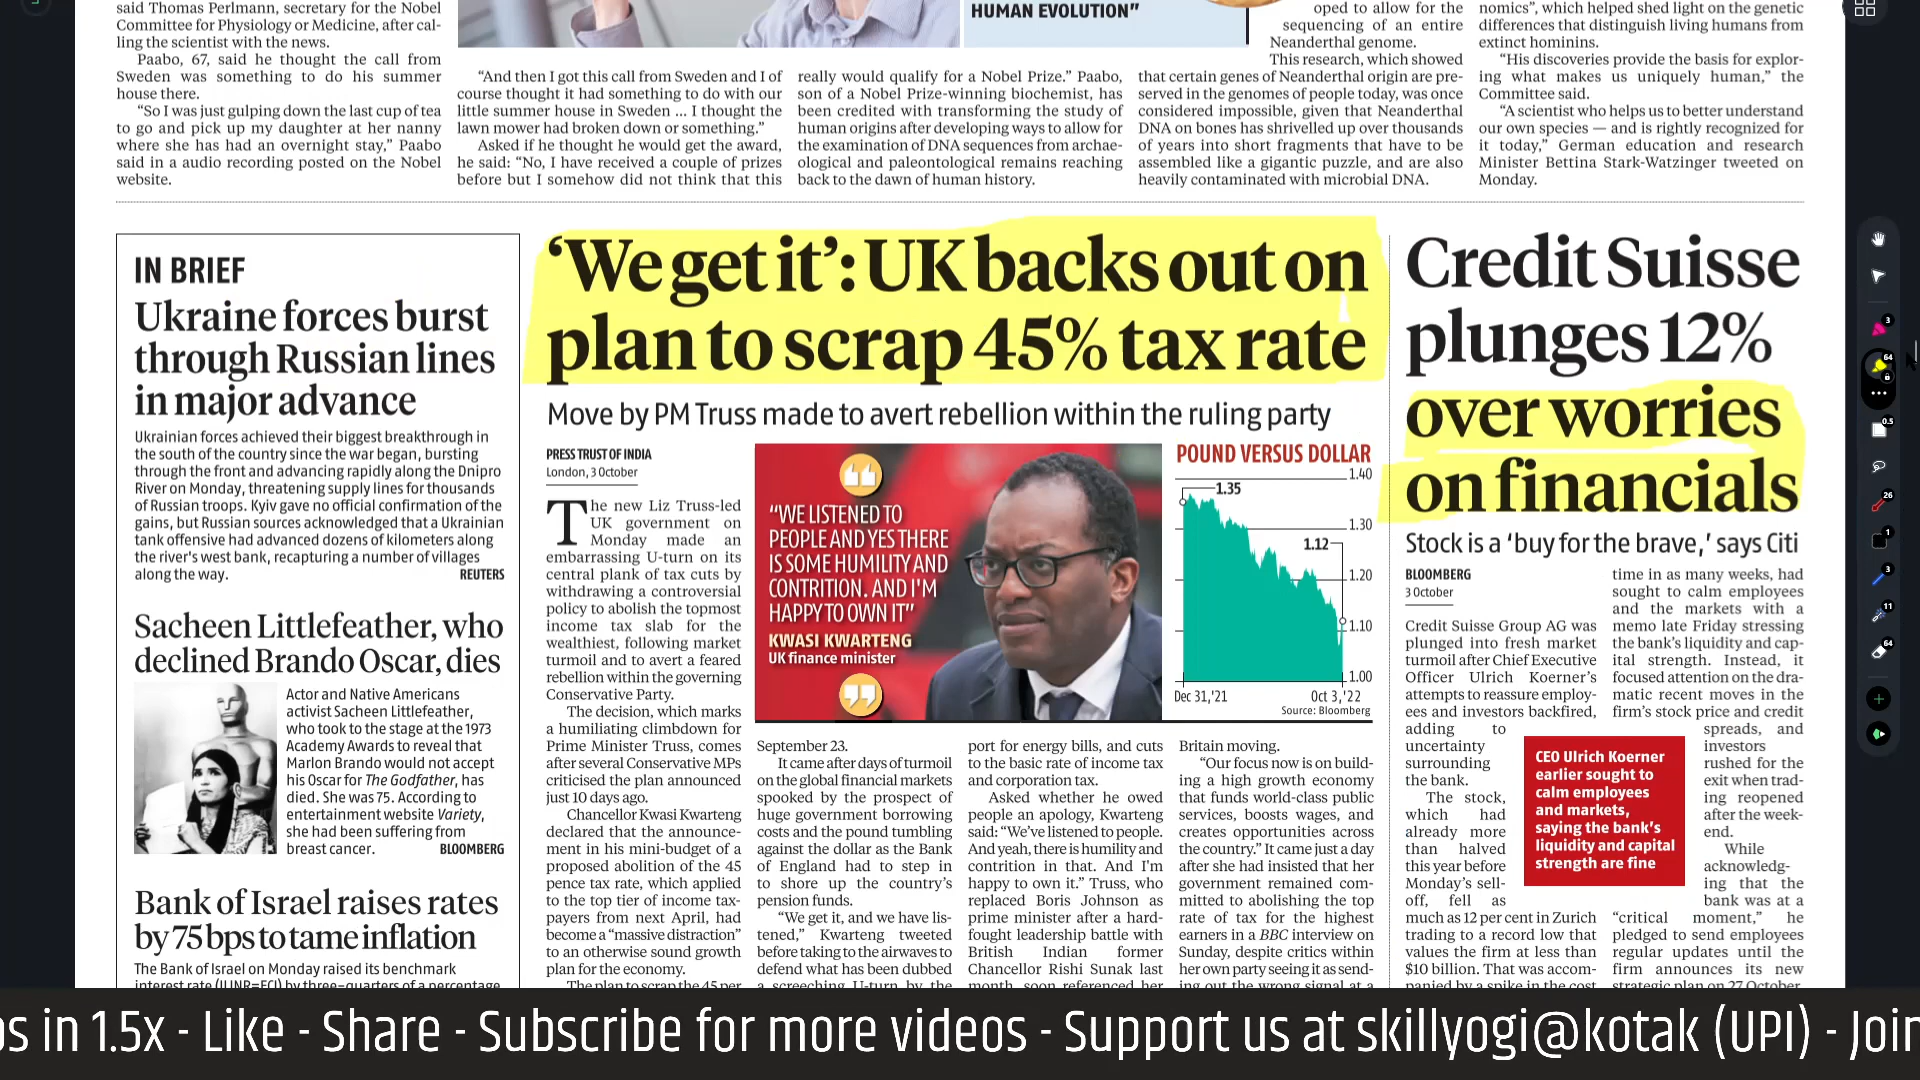 said Thomas Perlmann, secretary for the Nobel
Committee for Physiology or Medicine, after cal-
ling the scientist with the news.
Paabo, 67, said he thought the call from
Sweden was something to do his summer
house there.
“So I was just gulping down the last cup of tea
to go and pick up my daughter at her nanny
where she has had an overnight stay,” Paabo
said in a audio recording posted on the Nobel
website.
HUMAN EVOLUTION”
“And then I got this call from Sweden and I of
course thought it had something to do with our
little summer house in Sweden ... I thought the
lawn mower had broken down or something.”
Asked if he thought he would get the award,
he said: “No, I have received a couple of prizes
before but I somehow did not think that this
really would qualify for a Nobel Prize.” Paabo,
son of a Nobel Prize-winning biochemist, has
been credited with transforming the study of
human origins after developing ways to allow for
the examination of DNA sequences from archae-
ological and paleontological remains reaching
back to the dawn of human history.
oped to allow for the
sequencing of an entire
Neanderthal genome.
This research, which showed
that certain genes of Neanderthal origin are pre-
served in the genomes of people today, was once
considered impossible, given that Neanderthal
DNA on bones has shrivelled up over thousands
of years into short fragments that have to be
assembled like a gigantic puzzle, and are also
heavily contaminated with microbial DNA.
nomics”, which helped shed light on the genetic
differences that distinguish living humans from
extinct hominins.
“His discoveries provide the basis for explor-
ing what makes us uniquely human,” the
Committee said.
“A scientist who helps us to better understand
our own species — and is rightly recognized for
it today,” German education and research
Minister Bettina Stark-Watzinger tweeted on
Monday.
IN BRIEF
Ukraine forces burst
through Russian lines
in major advance
Ukrainian forces achieved their biggest breakthrough in
the south of the country since the war began, bursting
through the front and advancing rapidly along the Dnipro
River on Monday, threatening supply lines for thousands
of Russian troops. Kyiv gave no official confirmation of the
gains, but Russian sources acknowledged that a Ukrainian
tank offensive had advanced dozens of kilometers along
the river's west bank, recapturing a number of villages
along the way. REUTERS
Sacheen Littlefeather, who
declined Brando Oscar, dies
Actor and Native Americans
activist Sacheen Littlefeather,
who took to the stage at the 1973
Academy Awards to reveal that
Marlon Brando would not accept
his Oscar for The Godfather, has
died. She was 75. According to
entertainment website Variety,
she had been suffering from
breast cancer. BLOOMBERG
Bank of Israel raises rates
by 75 bps to tame inflation
The Bank of Israel on Monday raised its benchmark
interest rate (ILINR=ECI) by three-quarters of a percentage
‘We get it’: UK backs out on
plan to scrap 45% tax rate
Move by PM Truss made to avert rebellion within the ruling party
PRESS TRUST OF INDIA
London, 3 October
The new Liz Truss-led
UK government on
Monday made an
embarrassing U-turn on its
central plank of tax cuts by
withdrawing a controversial
policy to abolish the topmost
income tax slab for the
wealthiest, following market
turmoil and to avert a feared
rebellion within the governing
Conservative Party.
The decision, which marks
a humiliating climbdown for
Prime Minister Truss, comes
after several Conservative MPs
criticised the plan announced
just 10 days ago.
Chancellor Kwasi Kwarteng
declared that the announce-
ment in his mini-budget of a
proposed abolition of the 45
pence tax rate, which applied
to the top tier of income tax-
payers from next April, had
become a “massive distraction”
to an otherwise sound growth
plan for the economy.
The plan to scrap the 45 per
“WE LISTENED TO
PEOPLE AND YES THERE
IS SOME HUMILITY AND
CONTRITION. AND I'M
HAPPY TO OWN IT”
KWASI KWARTENG
UK finance minister
POUND VERSUS DOLLAR
1.40
1.35
1.30
1.12
1.20
1.10
1.00
Dec 31,'21 Oct 3,'22
Source: Bloomberg
September 23.
It came after days of turmoil
on the global financial markets
spooked by the prospect of
huge government borrowing
costs and the pound tumbling
against the dollar as the Bank
of England had to step in
to shore up the country's
pension funds.
“We get it, and we have lis-
tened,” Kwarteng tweeted
before taking to the airwaves to
defend what has been dubbed
a screeching U-turn by the
port for energy bills, and cuts
to the basic rate of income tax
and corporation tax.
Asked whether he owed
people an apology, Kwarteng
said: “We've listened to people.
And yeah, there is humility and
contrition in that. And I'm
happy to own it.” Truss, who
replaced Boris Johnson as
prime minister after a hard-
fought leadership battle with
British Indian former
Chancellor Rishi Sunak last
month, soon referenced her
Britain moving.
“Our focus now is on build-
ing a high growth economy
that funds world-class public
services, boosts wages, and
creates opportunities across
the country.” It came just a day
after she had insisted that her
government remained com-
mitted to abolishing the top
rate of tax for the highest
earners in a BBC interview on
Sunday, despite critics within
her own party seeing it as send-
ing out the wrong signal at a
Credit Suisse
plunges 12%
over worries
on financials
Stock is a ‘buy for the brave,’ says Citi
BLOOMBERG
3 October
Credit Suisse Group AG was
plunged into fresh market
turmoil after Chief Executive
Officer Ulrich Koerner's
attempts to reassure employ-
ees and investors backfired,
adding to
uncertainty
surrounding
the bank.
The stock,
which had
already more
than halved
this year before
Monday's sell-
off, fell as
much as 12 per cent in Zurich
trading to a record low that
values the firm at less than
$10 billion. That was accom-
panied by a spike in the cost
CEO Ulrich Koerner
earlier sought to
calm employees
and markets,
saying the bank's
liquidity and capital
strength are fine
time in as many weeks, had
sought to calm employees
and the markets with a
memo late Friday stressing
the bank's liquidity and cap-
ital strength. Instead, it
focused attention on the dra-
matic recent moves in the
firm's stock price and credit
spreads, and
investors
rushed for the
exit when trad-
ing reopened
after the week-
end.
While
acknowledg-
ing that the
bank was at a
“critical moment,” he
pledged to send employees
regular updates until the
firm announces its new
strategic plan on 27 October.
3
64
0.5
26
1
3
11
64
os in 1.5x - Like - Share - Subscribe for more videos - Support us at skillyogi@kotak (UPI) - Join